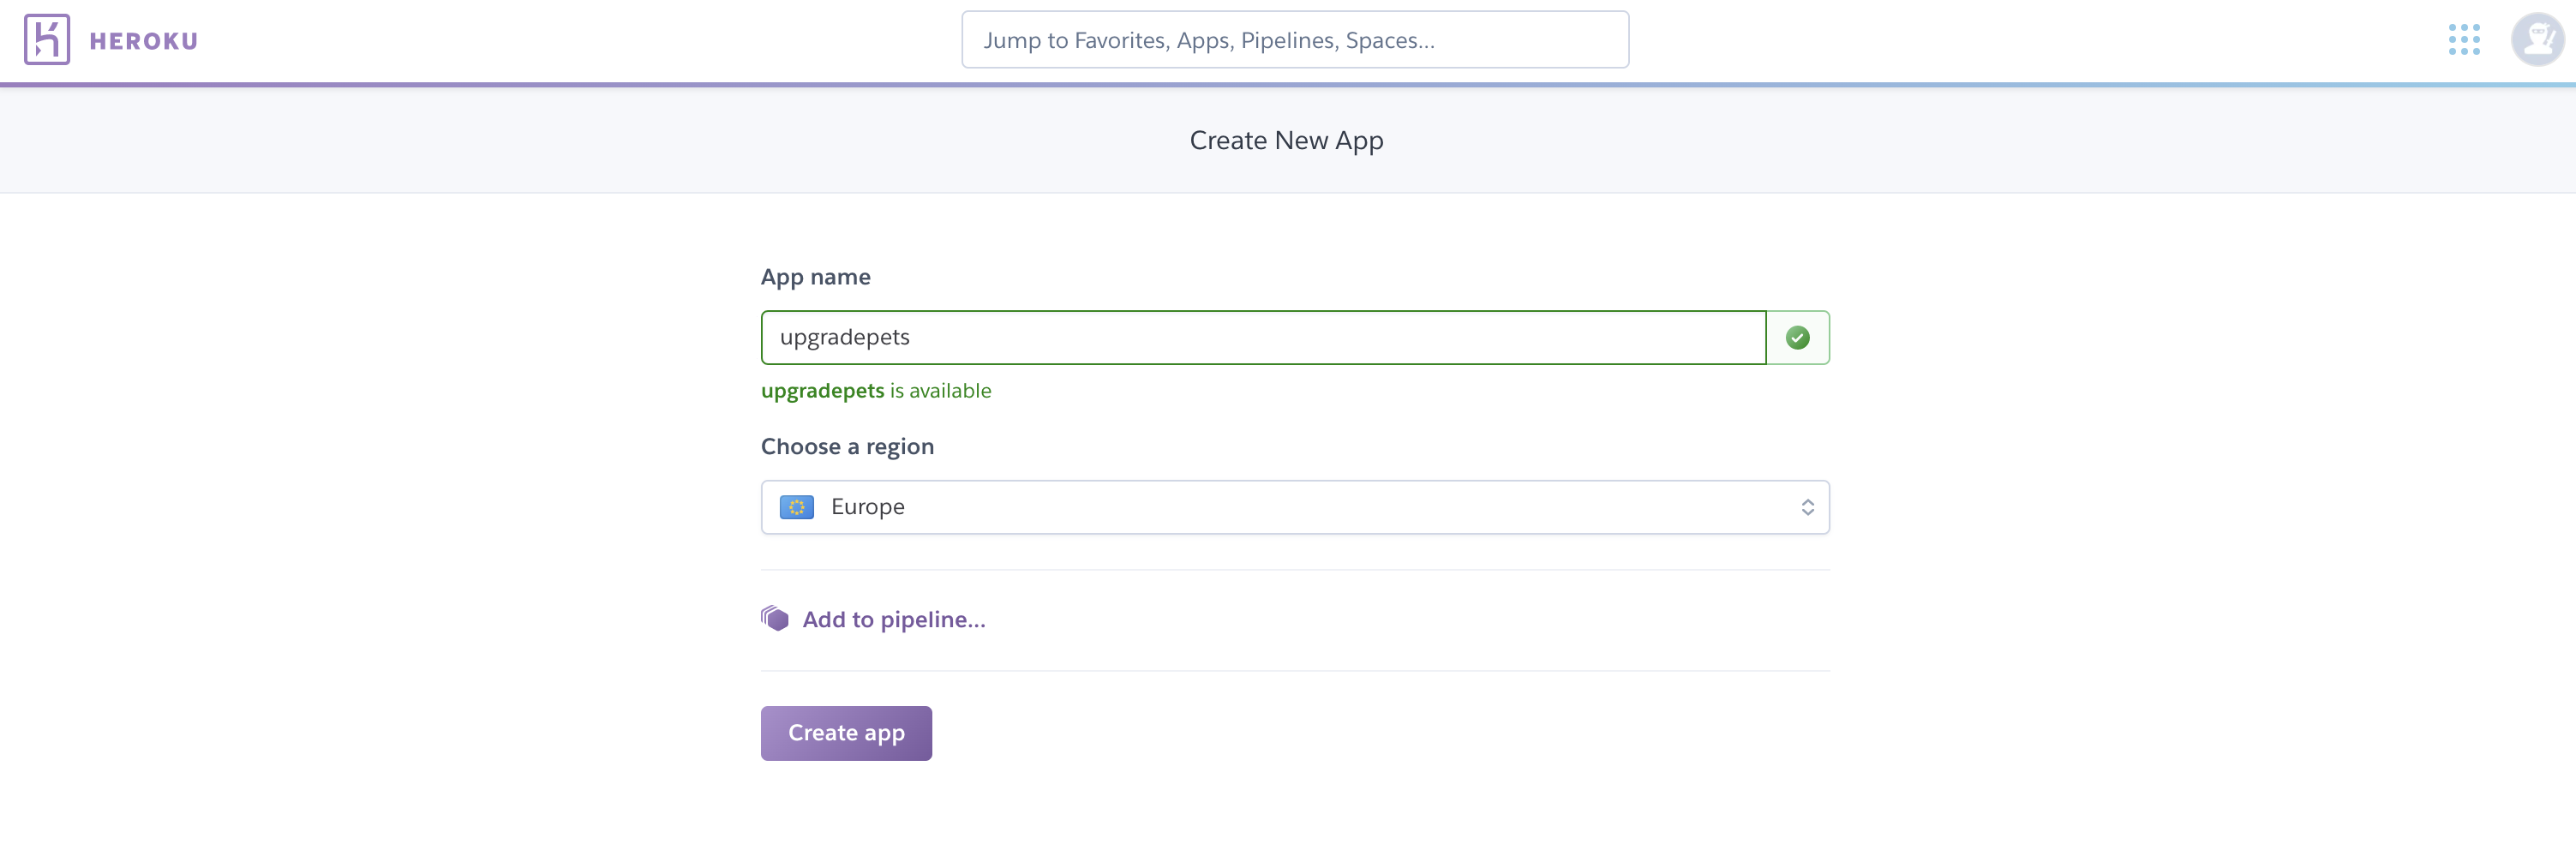 HEROKU
Jump to Favorites, Apps, Pipelines, Spaces...
Create New App
App name
upgradepets
upgradepets is available
Choose a region
Europe
Add to pipeline...
Create app